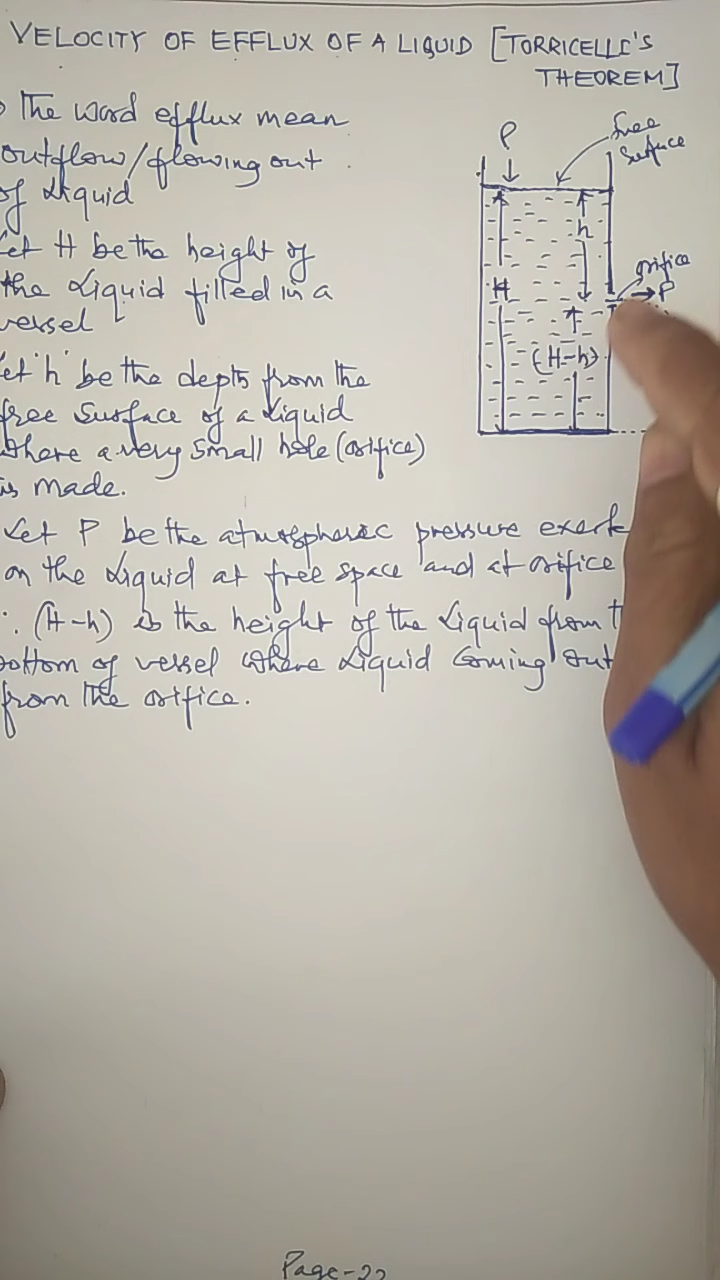 VELOCITY OF EFFLUX OF A LIQUID [TORRICELLI'S
THEOREM]
The word efflux mean
outflow/flowing out
of Liquid
Let H be the height of
the Liquid filled in a
vessel
Let 'h' be the depth from the
free surface of a Liquid
where a very small hole (orifice)
is made.
Let P be the atmospheric pressure exert
on the Liquid at free space and at orifice
∴ (H-h) is the height of the Liquid from
bottom of vessel where Liquid coming out
from the orifice.
P
free
surface
h
orifice
H
P
(H-h)
Page-22